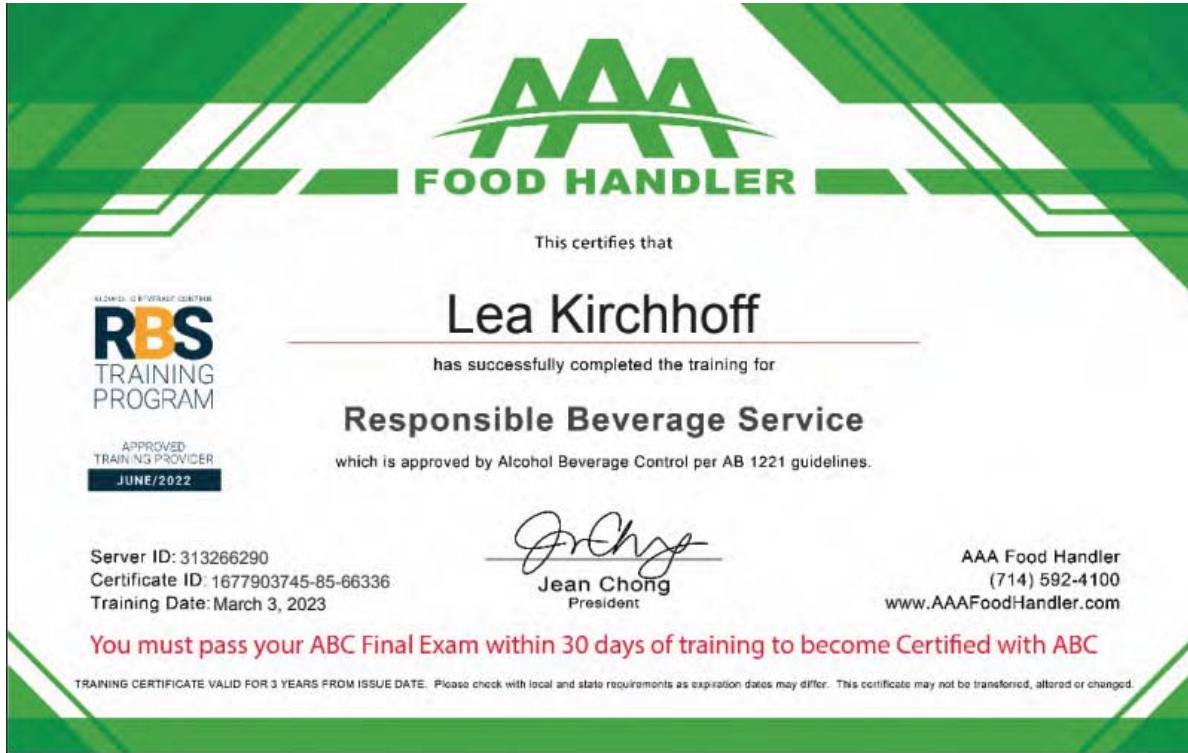 AAA
FOOD HANDLER
This certifies that
Lea Kirchhoff
has successfully completed the training for
Responsible Beverage Service
which is approved by Alcohol Beverage Control per AB 1221 guidelines.
ALCOHOLIC BEVERAGE CONTROL
RBS
TRAINING
PROGRAM
APPROVED
TRAINING PROVIDER
JUNE/2022
Server ID: 313266290
Certificate ID: 1677903745-85-66336
Training Date: March 3, 2023
Jean Chong
President
AAA Food Handler
(714) 592-4100
www.AAAFoodHandler.com
You must pass your ABC Final Exam within 30 days of training to become Certified with ABC
TRAINING CERTIFICATE VALID FOR 3 YEARS FROM ISSUE DATE. Please check with local and state requirements as expiration dates may differ. This certificate may not be transferred, altered or changed.